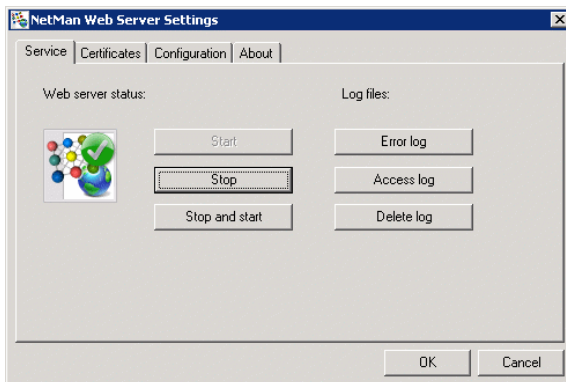 NetMan Web Server Settings
Service Certificates Configuration About
Web server status: Log files:
Start Error log
Stop Access log
Stop and start Delete log
OK Cancel